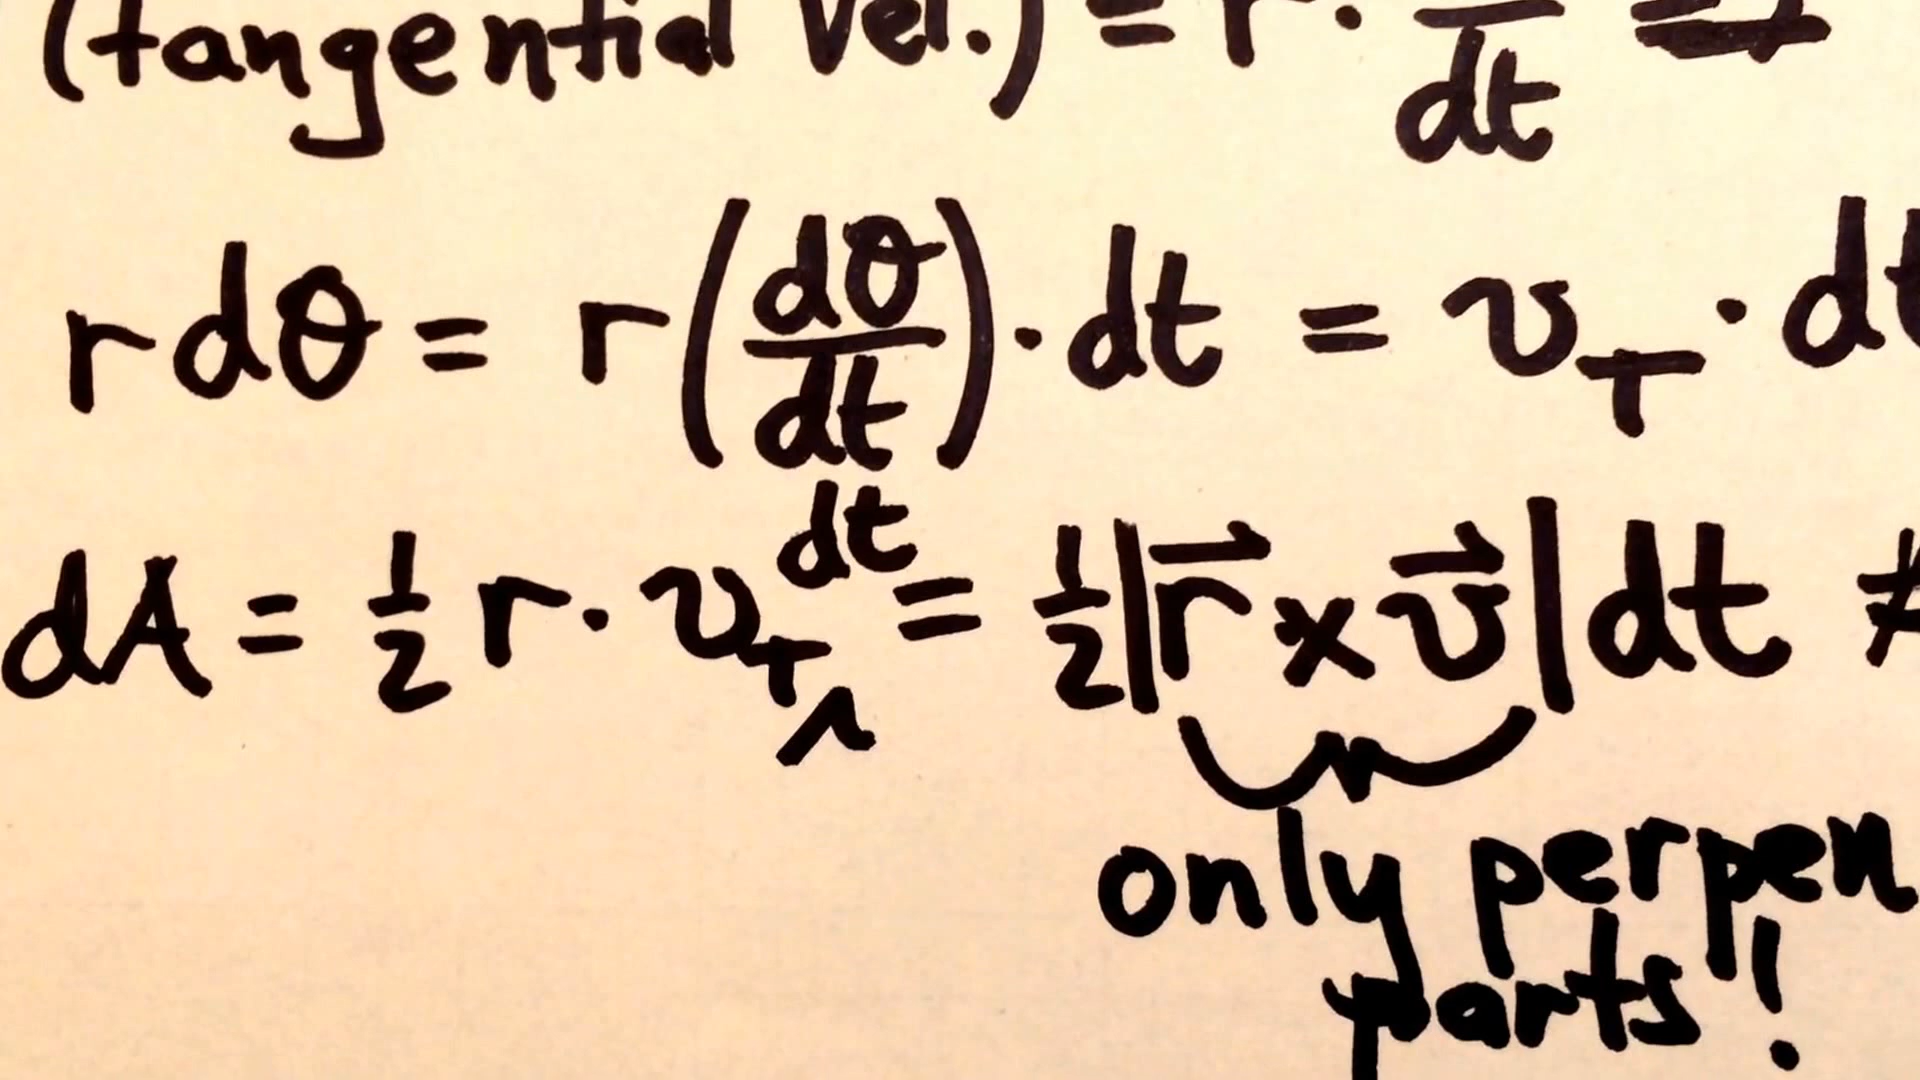 (tangential vel.) = r · /dt =
r dθ = r(dθ/dt) · dt = v_T · dt
dA = ½ r · v_T dt = ½|r⃗ × v⃗| dt
only perpen
parts!